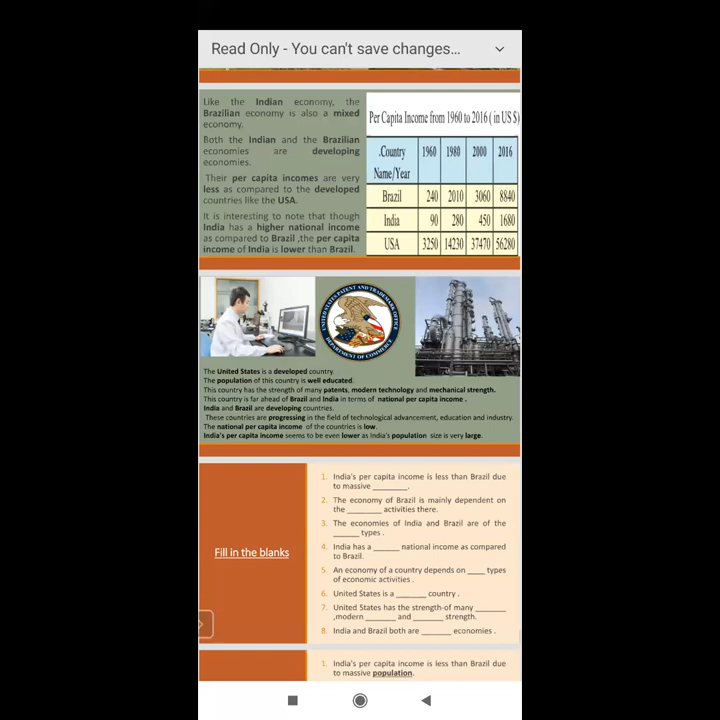 Read Only - You can't save changes...
Like the Indian economy, the
Brazilian economy is also a mixed
economy.
Both the Indian and the Brazilian
economies are developing
economies.
Their per capita incomes are very
less as compared to the developed
countries like the USA.
It is interesting to note that though
India has a higher national income
as compared to Brazil ,the per capita
income of India is lower than Brazil.
Per Capita Income from 1960 to 2016 ( in US $)
.Country 1960 1980 2000 2016
Name/Year
Brazil 240 2010 3060 8840
India 90 280 450 1680
USA 3250 14230 37470 56280
UNITED STATES PATENT AND TRADEMARK OFFICE
DEPARTMENT OF COMMERCE
The United States is a developed country.
The population of this country is well educated.
This country has the strength of many patents, modern technology and mechanical strength.
This country is far ahead of Brazil and India in terms of national per capita income .
India and Brazil are developing countries.
These countries are progressing in the field of technological advancement, education and industry.
The national per capita income of the countries is low.
India's per capita income seems to be even lower as India's population size is very large.
Fill in the blanks
1. India's per capita income is less than Brazil due
to massive ________.
2. The economy of Brazil is mainly dependent on
the ________ activities there.
3. The economies of India and Brazil are of the
______ types .
4. India has a ______ national income as compared
to Brazil.
5. An economy of a country depends on ____ types
of economic activities .
6. United States is a _______ country .
7. United States has the strength-of many _______
,modern _______ and _______ strength.
8. India and Brazil both are _______ economies .
1. India's per capita income is less than Brazil due
to massive population.